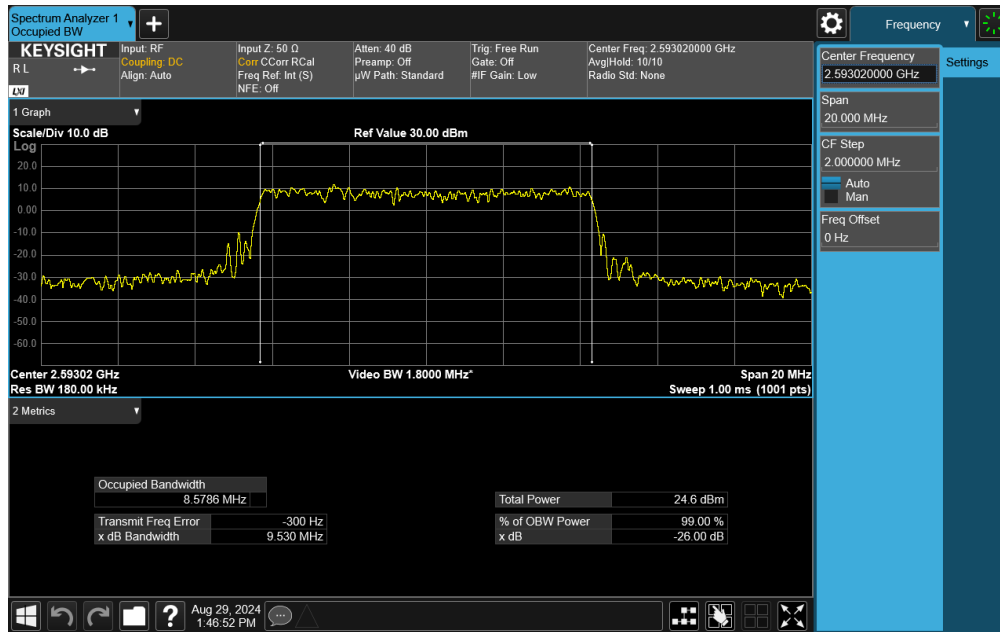 Spectrum Analyzer 1
Occupied BW
+
Frequency
KEYSIGHT
R L
LXI
Input: RF
Coupling: DC
Align: Auto
Input Z: 50 Ω
Corr CCorr RCal
Freq Ref: Int (S)
NFE: Off
Atten: 40 dB
Preamp: Off
µW Path: Standard
Trig: Free Run
Gate: Off
#IF Gain: Low
Center Freq: 2.593020000 GHz
Avg|Hold: 10/10
Radio Std: None
Center Frequency
2.593020000 GHz
Settings
Span
20.000 MHz
CF Step
2.000000 MHz
Auto
Man
Freq Offset
0 Hz
1 Graph
Scale/Div 10.0 dB
Ref Value 30.00 dBm
Log
20.0
10.0
0.00
-10.0
-20.0
-30.0
-40.0
-50.0
-60.0
Center 2.59302 GHz
Video BW 1.8000 MHz*
Span 20 MHz
Res BW 180.00 kHz
Sweep 1.00 ms (1001 pts)
2 Metrics
Occupied Bandwidth
8.5786 MHz
Total Power 24.6 dBm
Transmit Freq Error -300 Hz
% of OBW Power 99.00 %
x dB Bandwidth 9.530 MHz
x dB -26.00 dB
?
Aug 29, 2024
1:46:52 PM